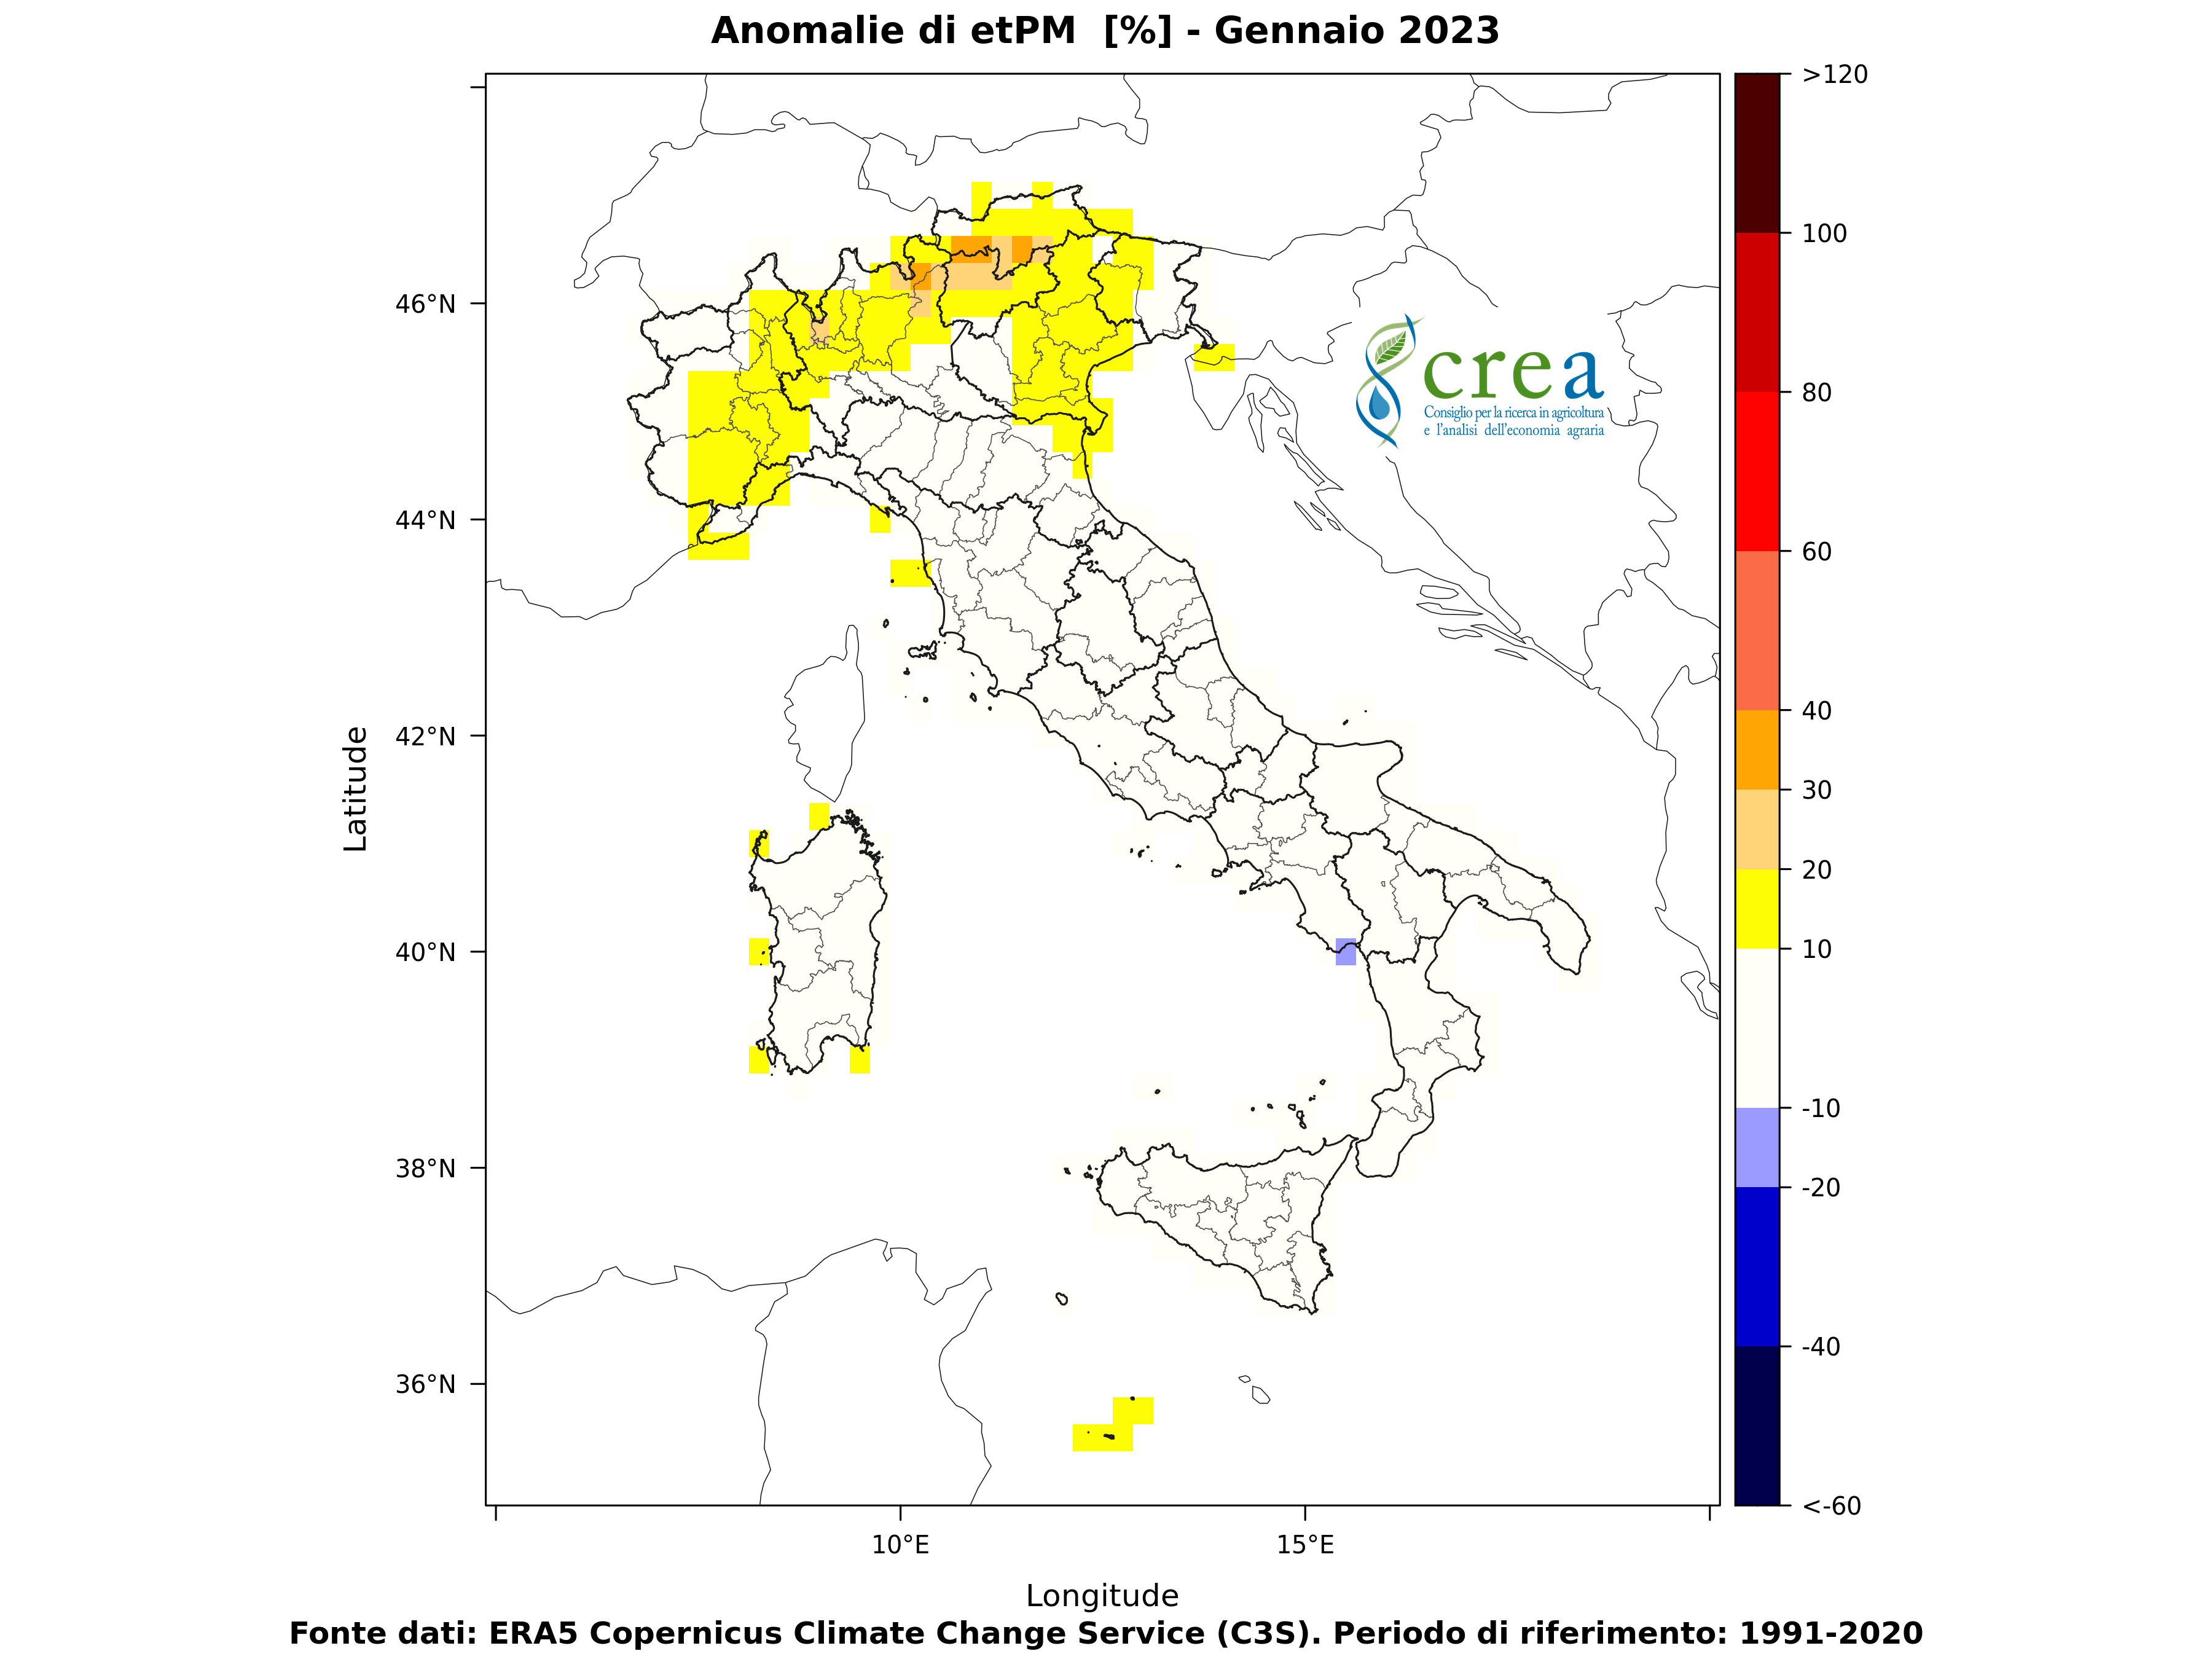 Anomalie di etPM [%] - Gennaio 2023
>120
100
80
60
40
30
20
10
-10
-20
-40
<-60
46°N
44°N
42°N
40°N
38°N
36°N
Latitude
crea
Consiglio per la ricerca in agricoltura
e l'analisi dell'economia agraria
10°E
15°E
Longitude
Fonte dati: ERA5 Copernicus Climate Change Service (C3S). Periodo di riferimento: 1991-2020